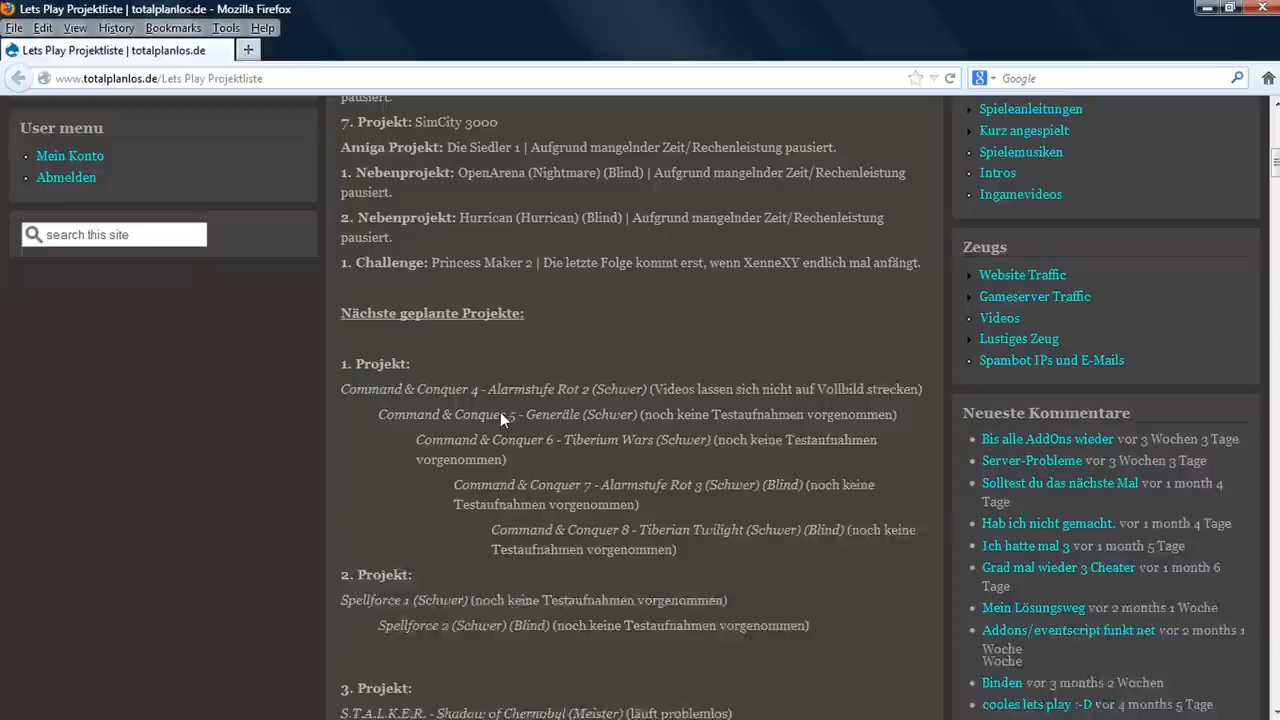 Lets Play Projektliste | totalplanlos.de - Mozilla Firefox
File Edit View History Bookmarks Tools Help
Lets Play Projektliste | totalplanlos.de
www.totalplanlos.de/Lets Play Projektliste
Google
User menu
Mein Konto
Abmelden
search this site
pausiert.
7. Projekt: SimCity 3000
Amiga Projekt: Die Siedler 1 | Aufgrund mangelnder Zeit/Rechenleistung pausiert.
1. Nebenprojekt: OpenArena (Nightmare) (Blind) | Aufgrund mangelnder Zeit/Rechenleistung
pausiert.
2. Nebenprojekt: Hurrican (Hurrican) (Blind) | Aufgrund mangelnder Zeit/Rechenleistung
pausiert.
1. Challenge: Princess Maker 2 | Die letzte Folge kommt erst, wenn XenneXY endlich mal anfängt.
Nächste geplante Projekte:
1. Projekt:
Command & Conquer 4 - Alarmstufe Rot 2 (Schwer) (Videos lassen sich nicht auf Vollbild strecken)
Command & Conquer 5 - Generäle (Schwer) (noch keine Testaufnahmen vorgenommen)
Command & Conquer 6 - Tiberium Wars (Schwer) (noch keine Testaufnahmen
vorgenommen)
Command & Conquer 7 - Alarmstufe Rot 3 (Schwer) (Blind) (noch keine
Testaufnahmen vorgenommen)
Command & Conquer 8 - Tiberian Twilight (Schwer) (Blind) (noch keine
Testaufnahmen vorgenommen)
2. Projekt:
Spellforce 1 (Schwer) (noch keine Testaufnahmen vorgenommen)
Spellforce 2 (Schwer) (Blind) (noch keine Testaufnahmen vorgenommen)
3. Projekt:
S.T.A.L.K.E.R. - Shadow of Chernobyl (Meister) (läuft problemlos)
Spieleanleitungen
Kurz angespielt
Spielemusiken
Intros
Ingamevideos
Zeugs
Website Traffic
Gameserver Traffic
Videos
Lustiges Zeug
Spambot IPs und E-Mails
Neueste Kommentare
Bis alle AddOns wieder vor 3 Wochen 3 Tage
Server-Probleme vor 3 Wochen 3 Tage
Solltest du das nächste Mal vor 1 month 4
Tage
Hab ich nicht gemacht. vor 1 month 4 Tage
Ich hatte mal 3 vor 1 month 5 Tage
Grad mal wieder 3 Cheater vor 1 month 6
Tage
Mein Lösungsweg vor 2 months 1 Woche
Addons/eventscript funkt net vor 2 months 1
Woche
Woche
Binden vor 3 months 2 Wochen
cooles lets play :-D vor 4 months 5 Tage